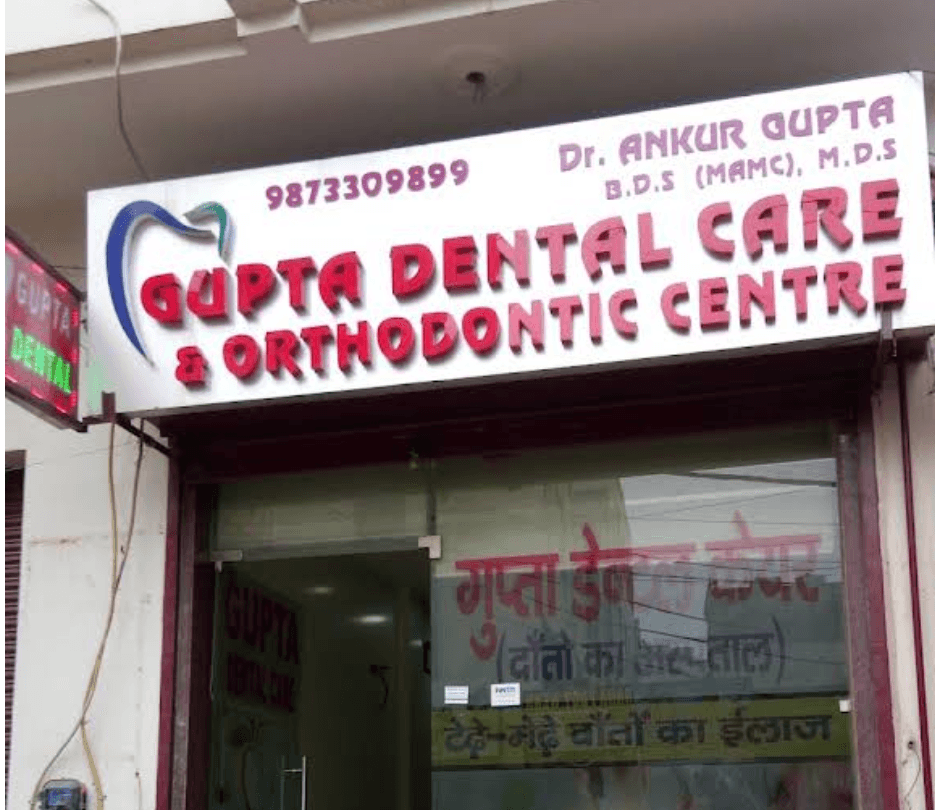 9873309899
Dr. ANKUR GUPTA
B.D.S (MAMC), M.D.S
GUPTA DENTAL CARE
& ORTHODONTIC CENTRE
GUPTA
DENTAL
गुप्ता डेन्टल केयर
(दाँतो का अस्पताल)
टेढ़े-मेढ़े दाँतों का ईलाज
GUPTA
DENTAL CARE